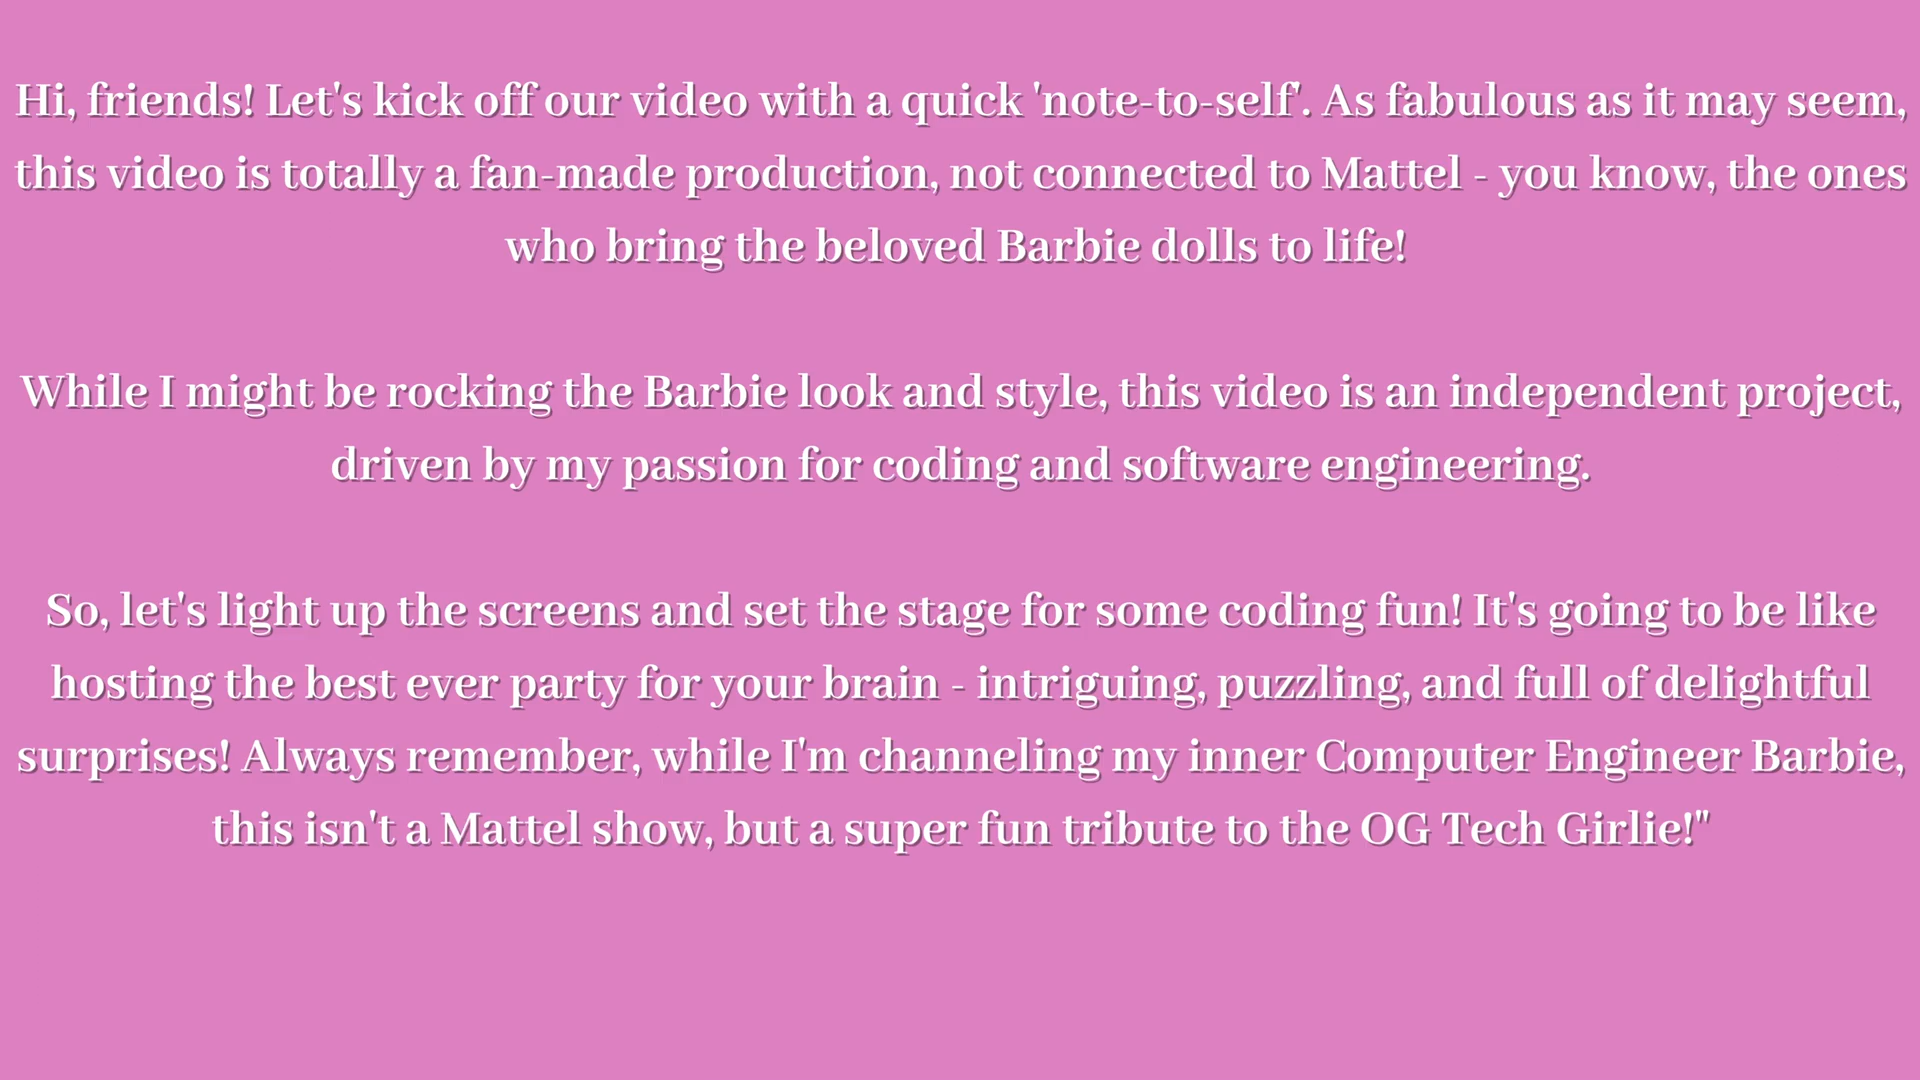 Hi, friends! Let's kick off our video with a quick 'note-to-self'. As fabulous as it may seem,
this video is totally a fan-made production, not connected to Mattel - you know, the ones
who bring the beloved Barbie dolls to life!
While I might be rocking the Barbie look and style, this video is an independent project,
driven by my passion for coding and software engineering.
So, let's light up the screens and set the stage for some coding fun! It's going to be like
hosting the best ever party for your brain - intriguing, puzzling, and full of delightful
surprises! Always remember, while I'm channeling my inner Computer Engineer Barbie,
this isn't a Mattel show, but a super fun tribute to the OG Tech Girlie!"